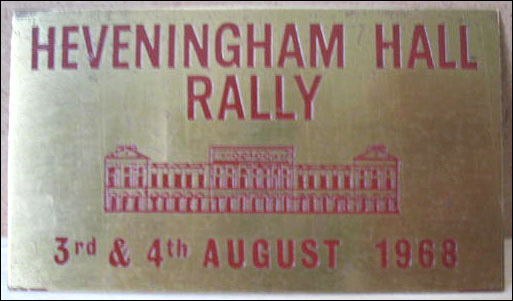 HEVENINGHAM HALL
RALLY
3rd & 4th AUGUST 1968